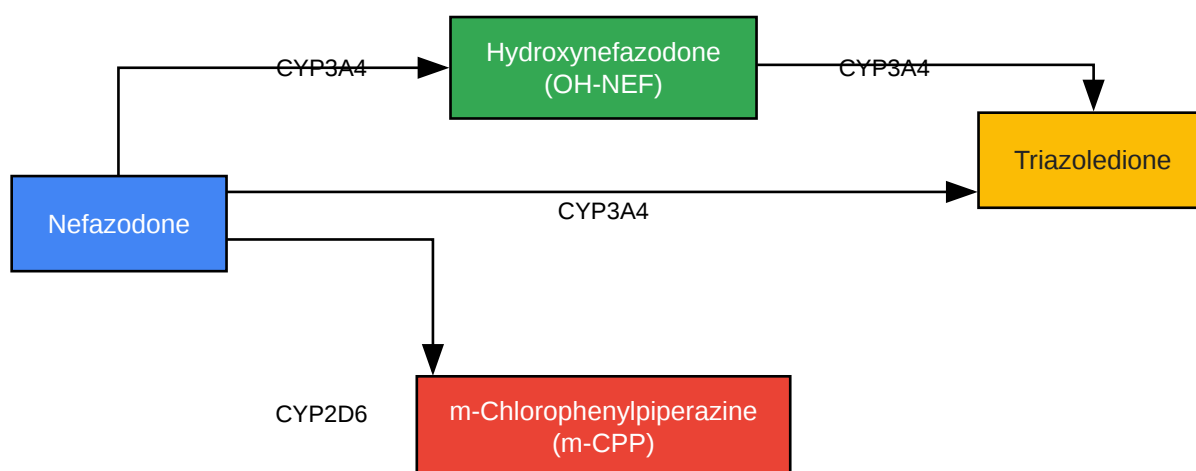 CYP3A4
Hydroxynefazodone
(OH-NEF)
CYP3A4
Triazoledione
Nefazodone
CYP3A4
CYP2D6
m-Chlorophenylpiperazine
(m-CPP)